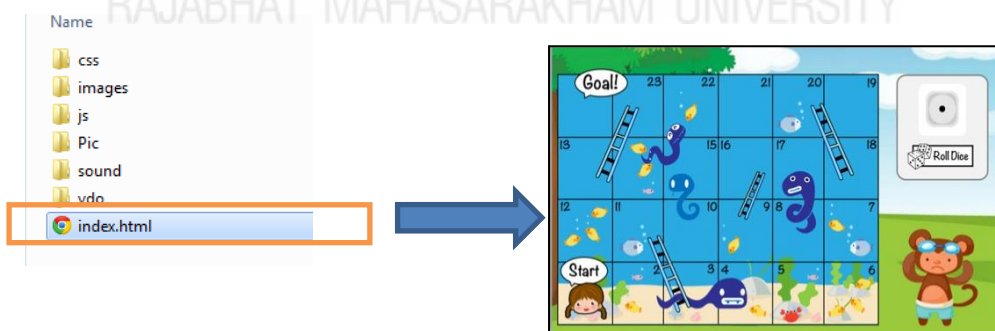 RAJABHAT MAHASARAKHAM UNIVERSITY
Name
css
images
js
Pic
sound
vdo
index.html
Goal! 23 22 21 20 19
13 15 16 17 18
12 11 10 9 8 7
Start 2 3 4 5 6
Roll Dice